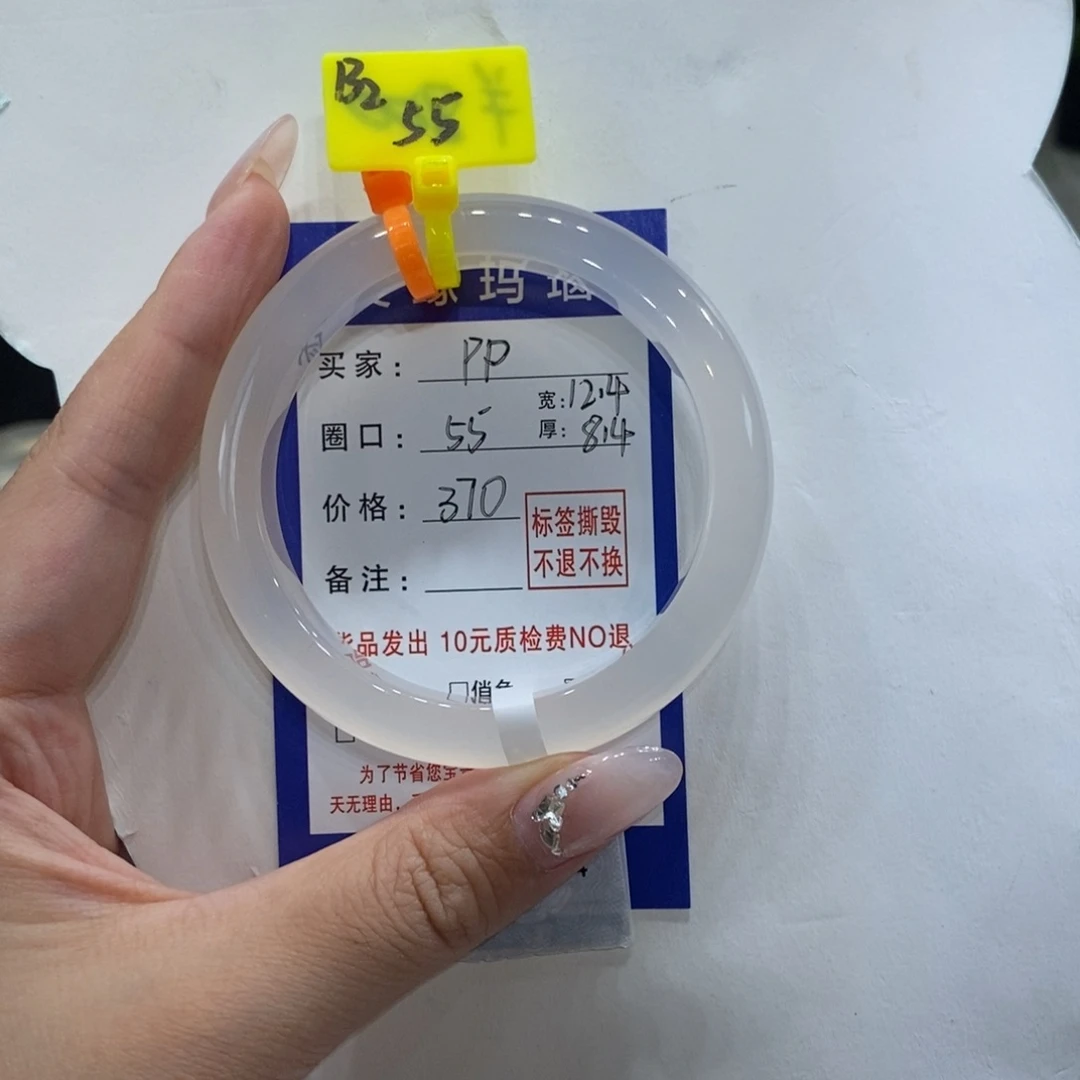 B2
55
玛瑙
买家: PP
宽:12.4
圈口: 55 厚: 8.4
价格: 370
标签撕毁
不退不换
备注:
品发出 10元质检费NO退
为了节省您宝
天无理由,